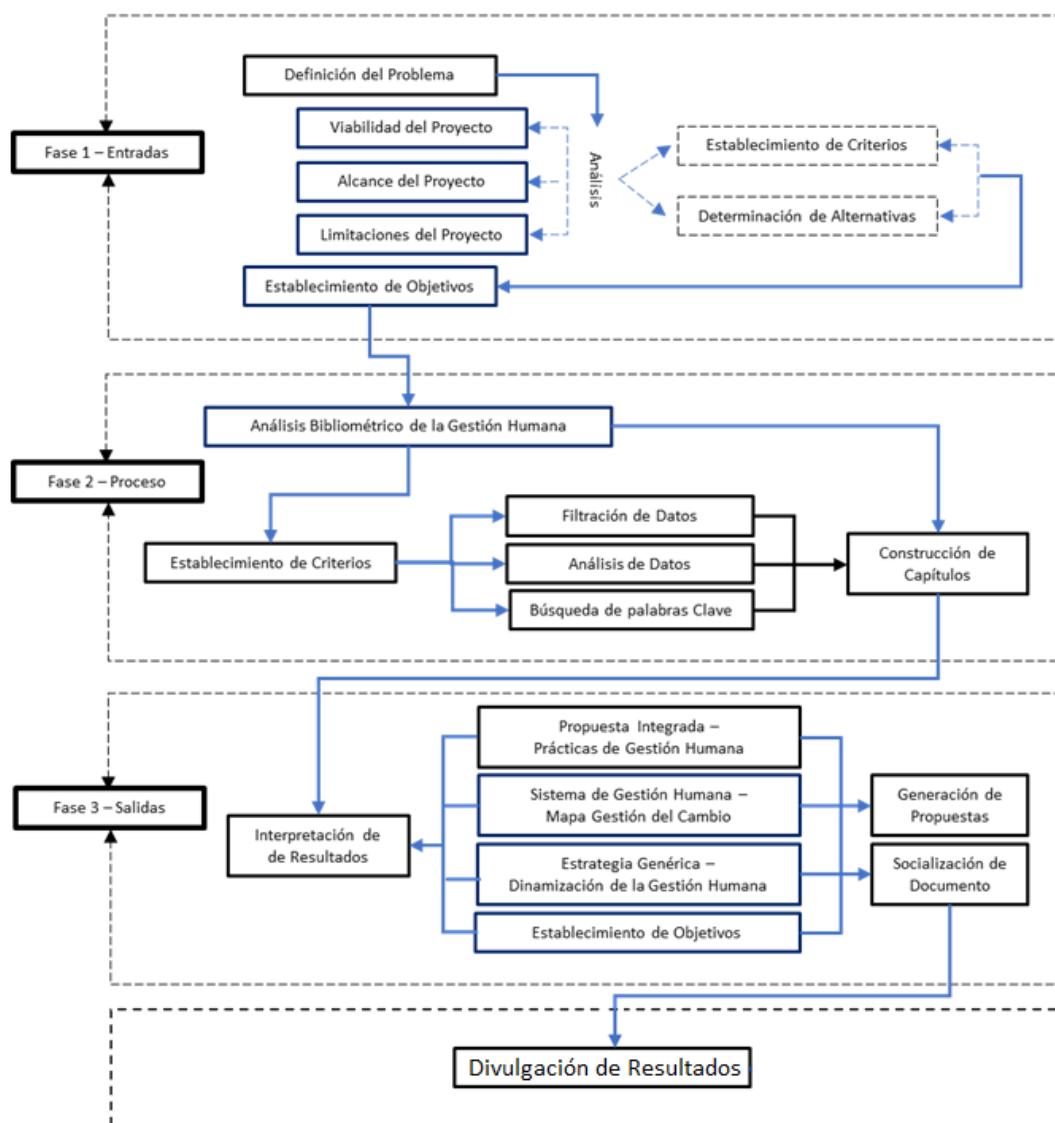 Definición del Problema
Viabilidad del Proyecto
Fase 1 – Entradas
Análisis
Establecimiento de Criterios
Alcance del Proyecto
Determinación de Alternativas
Limitaciones del Proyecto
Establecimiento de Objetivos
Análisis Bibliométrico de la Gestión Humana
Fase 2 – Proceso
Filtración de Datos
Establecimiento de Criterios
Análisis de Datos
Construcción de
Capítulos
Búsqueda de palabras Clave
Propuesta Integrada –
Prácticas de Gestión Humana
Fase 3 – Salidas
Sistema de Gestión Humana –
Mapa Gestión del Cambio
Generación de
Propuestas
Interpretación de
de Resultados
Estrategia Genérica –
Dinamización de la Gestión Humana
Socialización de
Documento
Establecimiento de Objetivos
Divulgación de Resultados